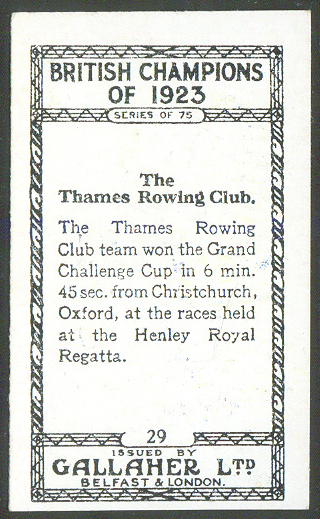 BRITISH CHAMPIONS
OF 1923
SERIES OF 75
The
Thames Rowing Club.
The Thames Rowing
Club team won the Grand
Challenge Cup in 6 min.
45 sec. from Christchurch,
Oxford, at the races held
at the Henley Royal
Regatta.
29
ISSUED BY
GALLAHER LTD
BELFAST & LONDON.